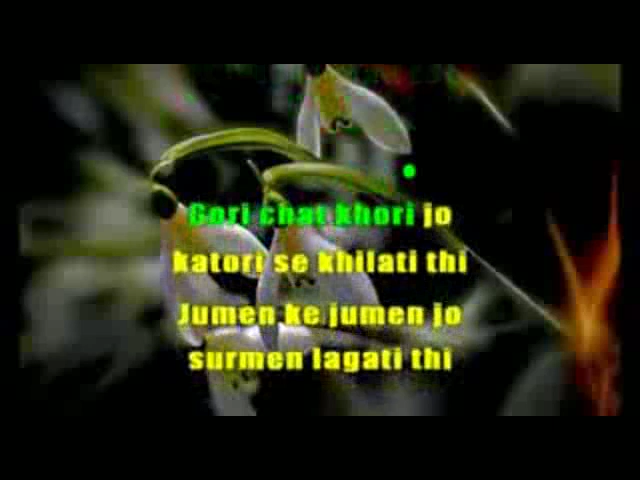 Gori chat khori jo
katori se khilati thi
Jumen ke jumen jo
surmen lagati thi